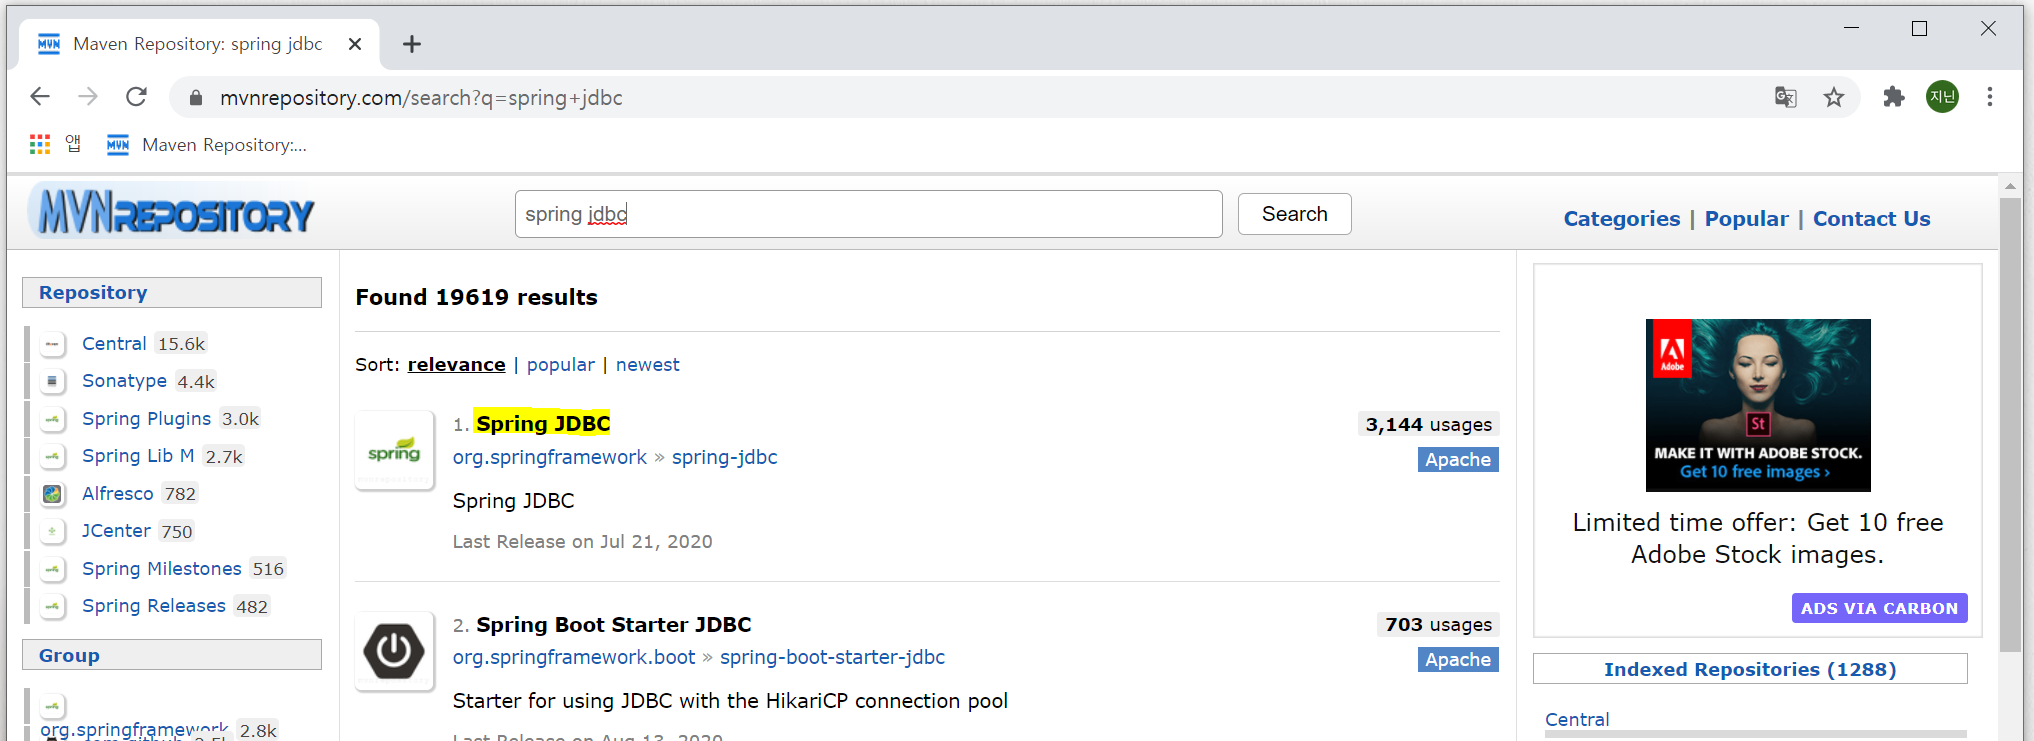 Maven Repository: spring jdbc
mvnrepository.com/search?q=spring+jdbc
지닌
앱
Maven Repository:...
MVNREPOSITORY
spring jdbc
Search
Categories | Popular | Contact Us
Repository
Central 15.6k
Sonatype 4.4k
Spring Plugins 3.0k
Spring Lib M 2.7k
Alfresco 782
JCenter 750
Spring Milestones 516
Spring Releases 482
Group
org.springframework 2.8k
Found 19619 results
Sort: relevance | popular | newest
spring
1. Spring JDBC
3,144 usages
org.springframework » spring-jdbc
Apache
Spring JDBC
Last Release on Jul 21, 2020
2. Spring Boot Starter JDBC
703 usages
org.springframework.boot » spring-boot-starter-jdbc
Apache
Starter for using JDBC with the HikariCP connection pool
Last Release on Aug 13, 2020
Adobe
St
MAKE IT WITH ADOBE STOCK.
Get 10 free images ›
Limited time offer: Get 10 free
Adobe Stock images.
ADS VIA CARBON
Indexed Repositories (1288)
Central